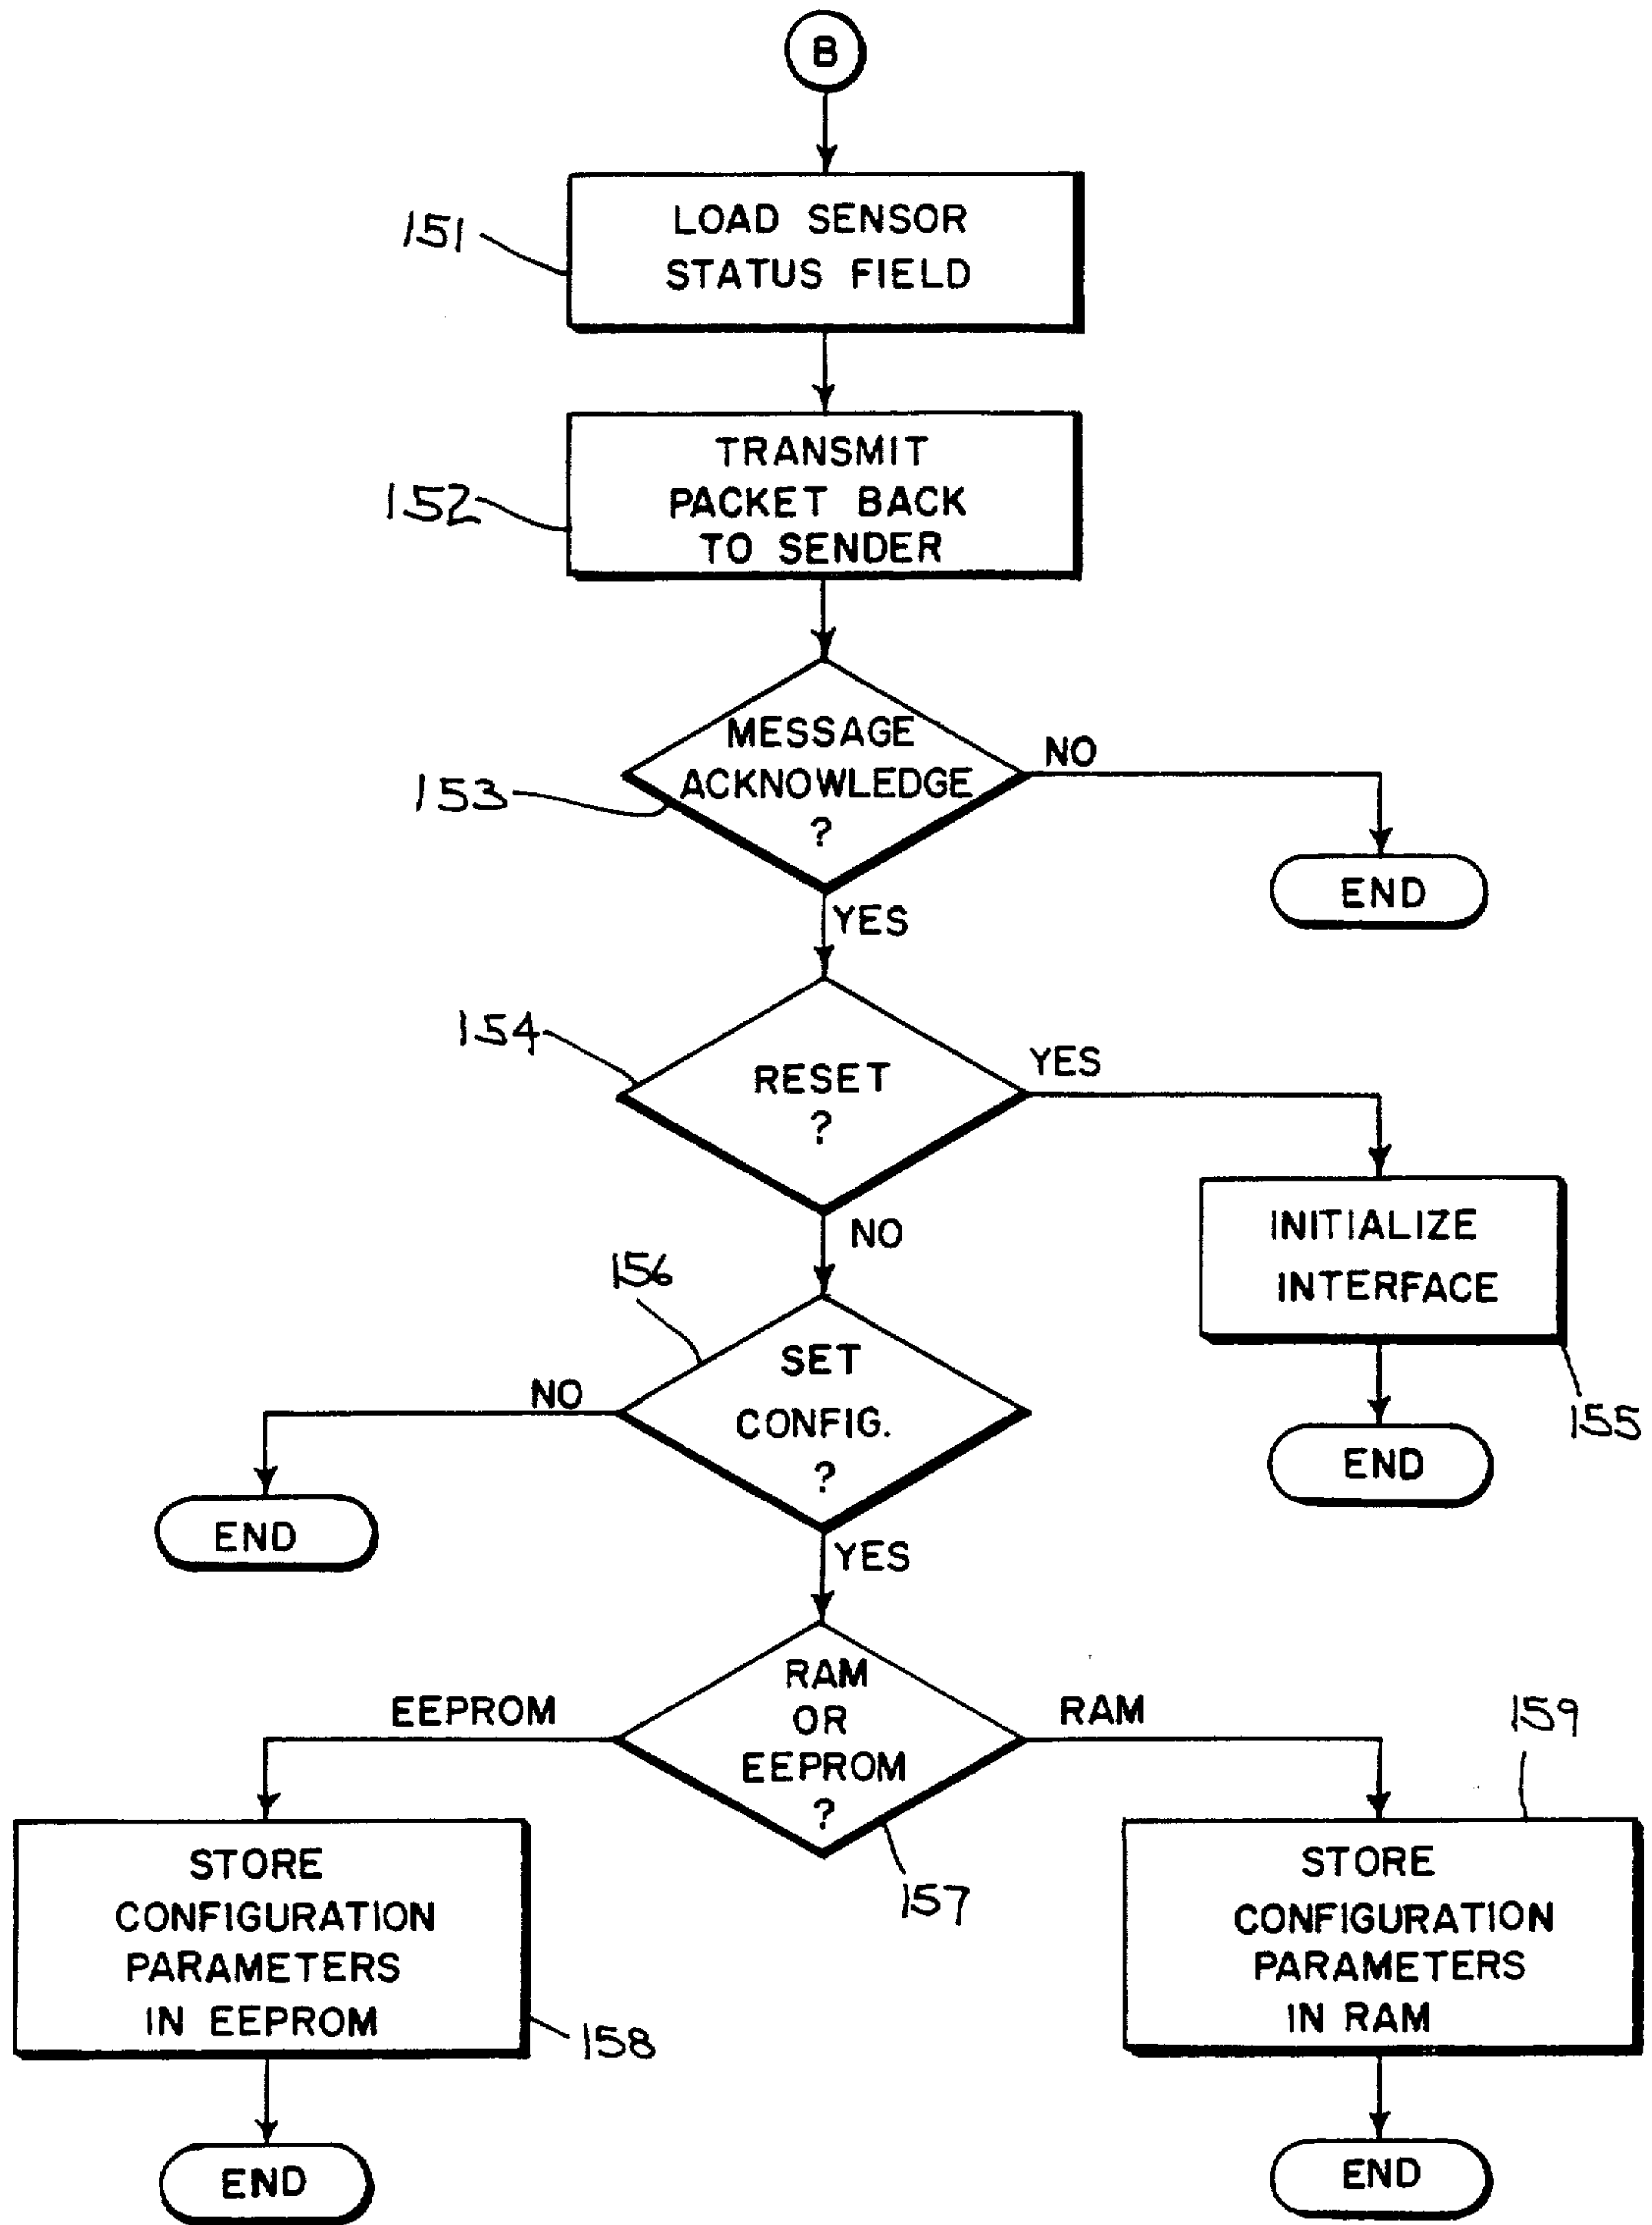 B
151
LOAD SENSOR
STATUS FIELD
152
TRANSMIT
PACKET BACK
TO SENDER
153
MESSAGE
ACKNOWLEDGE
?
NO
END
YES
154
RESET
?
YES
INITIALIZE
INTERFACE
155
END
NO
156
SET
CONFIG.
?
NO
END
YES
RAM
OR
EEPROM
?
157
EEPROM
RAM
159
STORE
CONFIGURATION
PARAMETERS
IN EEPROM
158
END
STORE
CONFIGURATION
PARAMETERS
IN RAM
END